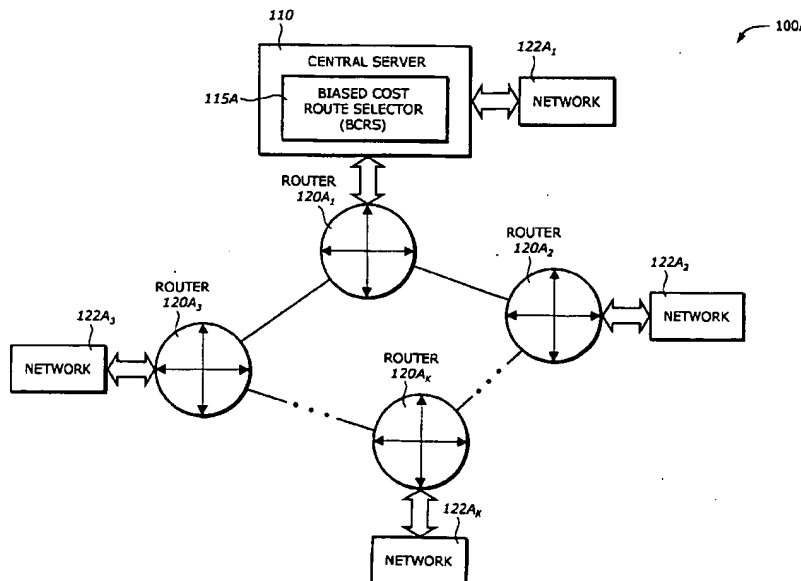 110
100A
CENTRAL SERVER
122A₁
115A
BIASED COST
ROUTE SELECTOR
(BCRS)
NETWORK
ROUTER
120A₁
ROUTER
120A₂
122A₂
NETWORK
ROUTER
120A₃
122A₃
NETWORK
ROUTER
120Aₖ
122Aₖ
NETWORK